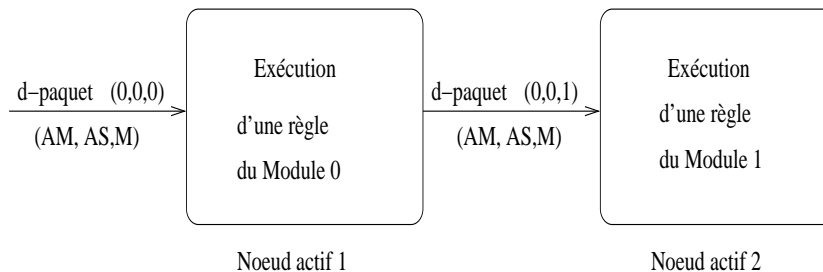 d−paquet (0,0,0)
(AM, AS,M)
Exécution
d'une règle
du Module 0
Noeud actif 1
d−paquet (0,0,1)
(AM, AS,M)
Exécution
d'une règle
du Module 1
Noeud actif 2